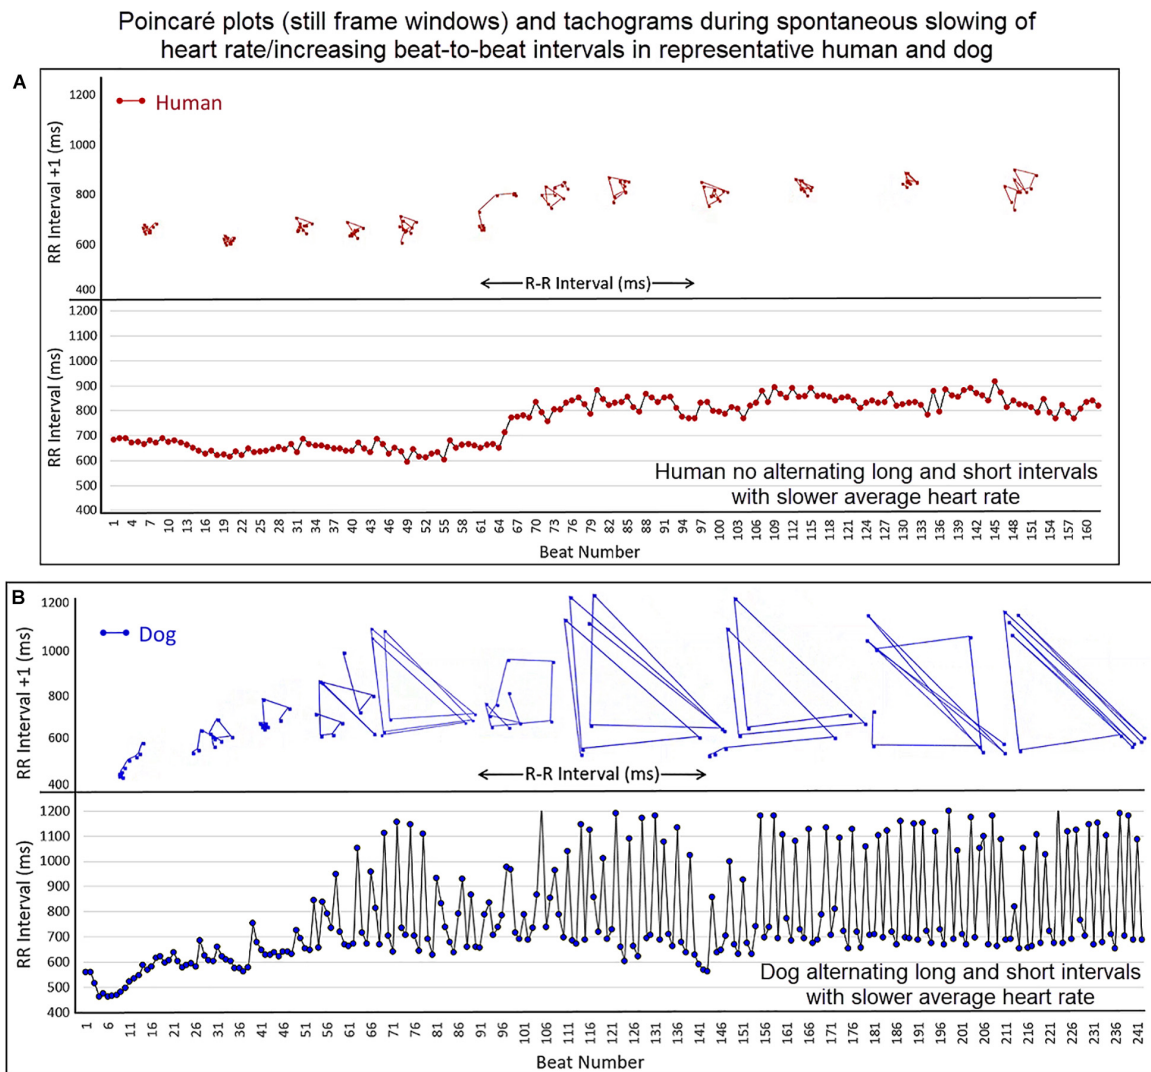 Poincaré plots (still frame windows) and tachograms during spontaneous slowing of
heart rate/increasing beat-to-beat intervals in representative human and dog
A
Human
RR Interval +1 (ms)
1200
1000
800
600
400
R-R Interval (ms)
RR Interval (ms)
1200
1100
1000
900
800
700
600
500
400
Human no alternating long and short intervals
with slower average heart rate
1 4 7 10 13 16 19 22 25 28 31 34 37 40 43 46 49 52 55 58 61 64 67 70 73 76 79 82 85 88 91 94 97 100 103 106 109 112 115 118 121 124 127 130 133 136 139 142 145 148 151 154 157 160
Beat Number
B
Dog
RR Interval +1 (ms)
1200
1000
800
600
400
R-R Interval (ms)
RR Interval (ms)
1200
1100
1000
900
800
700
600
500
400
Dog alternating long and short intervals
with slower average heart rate
1 6 11 16 21 26 31 36 41 46 51 56 61 66 71 76 81 86 91 96 101 106 111 116 121 126 131 136 141 146 151 156 161 166 171 176 181 186 191 196 201 206 211 216 221 226 231 236 241
Beat Number